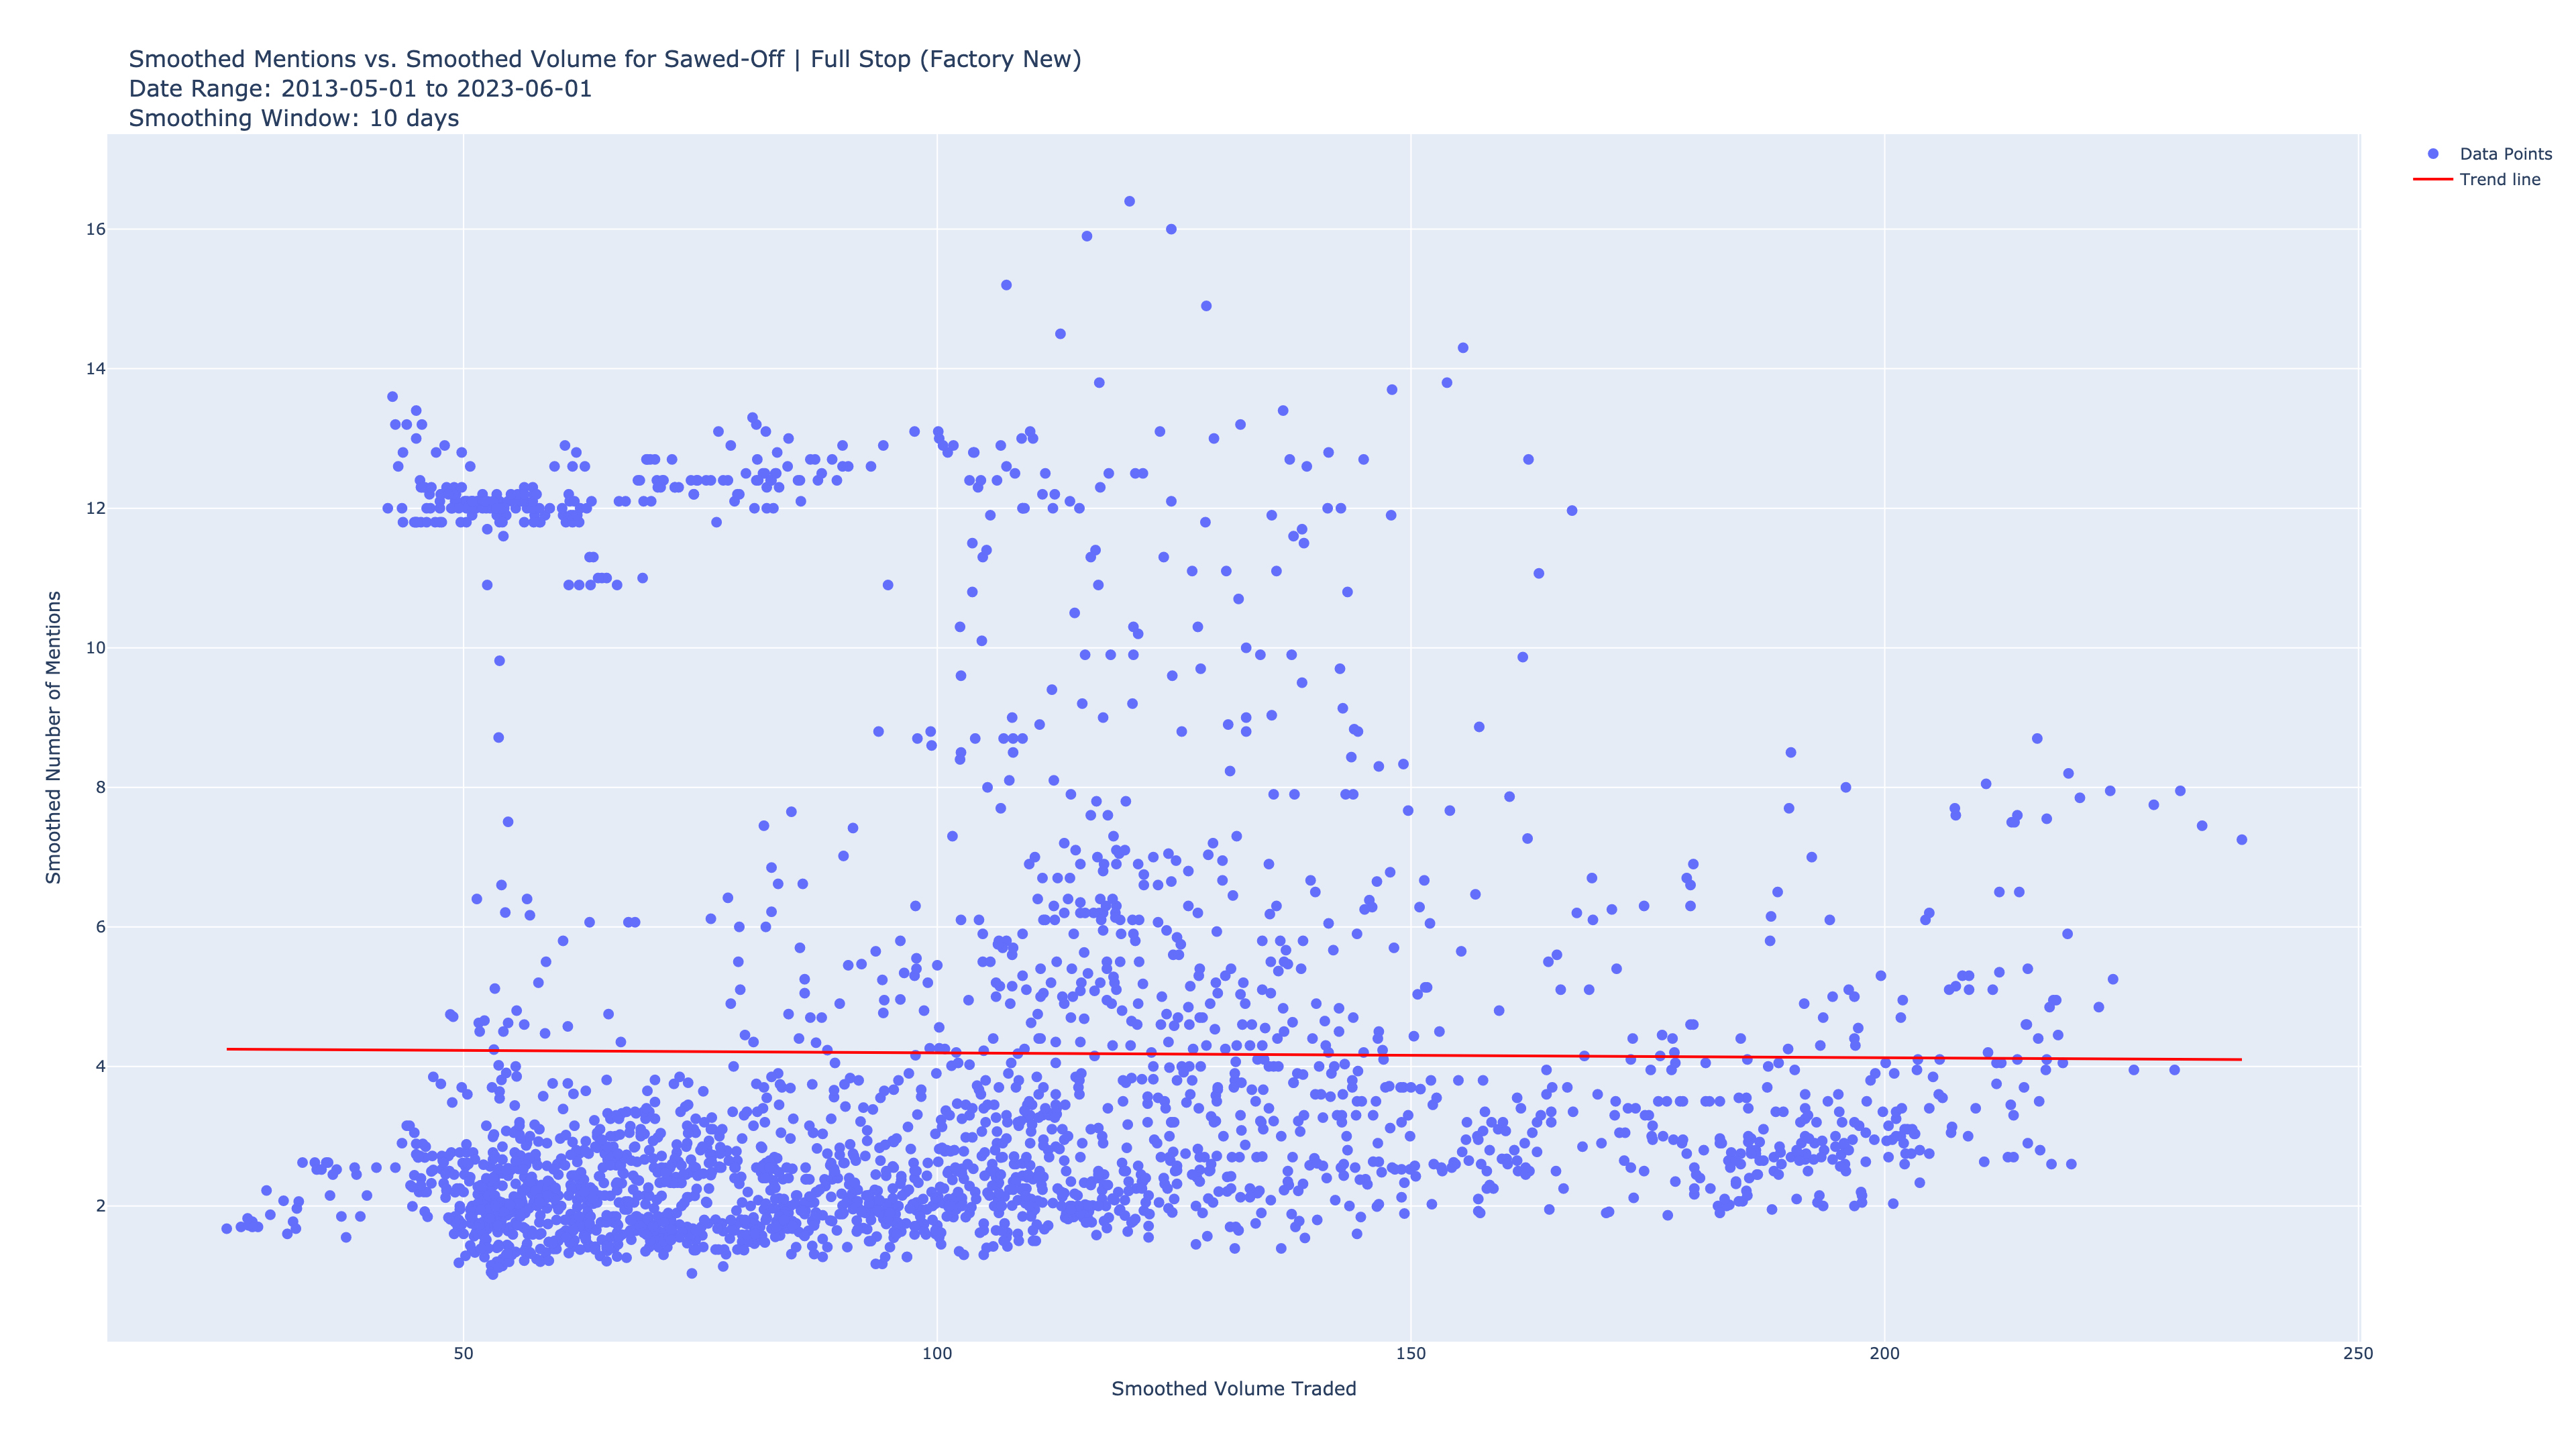 Smoothed Mentions vs. Smoothed Volume for Sawed-Off | Full Stop (Factory New)
Date Range: 2013-05-01 to 2023-06-01
Smoothing Window: 10 days
Data Points
Trend line
16
14
12
10
8
6
4
2
Smoothed Number of Mentions
50
100
150
200
250
Smoothed Volume Traded